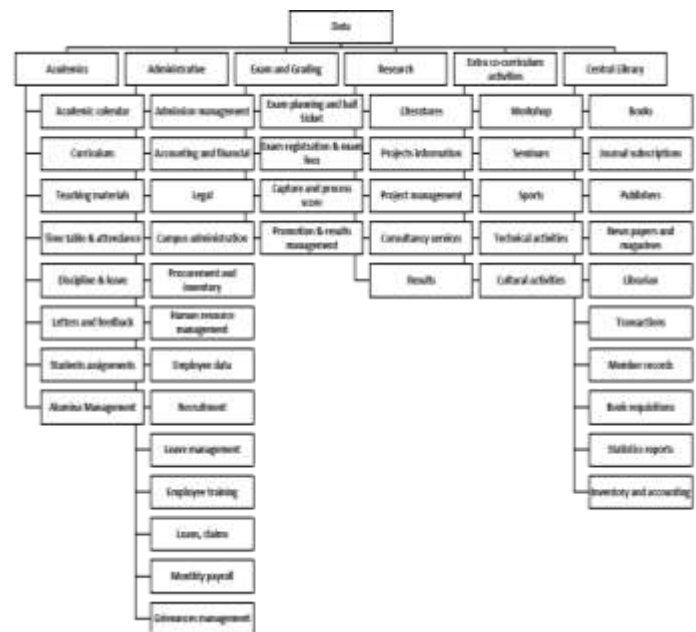 Data
Academics
Administrative
Exam and Grading
Research
Extra co-curriculum
activities
Central Library
Academic calendar
Admission management
Exam planning and hall
ticket
Literatures
Workshop
Books
Curriculum
Accounting and financial
Exam registration & exam
fees
Projects information
Seminars
Journal subscriptions
Teaching materials
Legal
Capture and process
score
Project management
Sports
Publishers
Time table & attendance
Campus administration
Promotion & results
management
Consultancy services
Technical activities
News papers and
magazines
Discipline & leave
Procurement and
inventory
Results
Cultural activities
Librarian
Letters and feedback
Human resource
management
Transactions
Students assignments
Employee data
Member records
Management
Recruitment
Book requisitions
Leave management
Statistics reports
Employee training
Inventory and accounting
Loans, claims
Monthly payroll
Grievances management